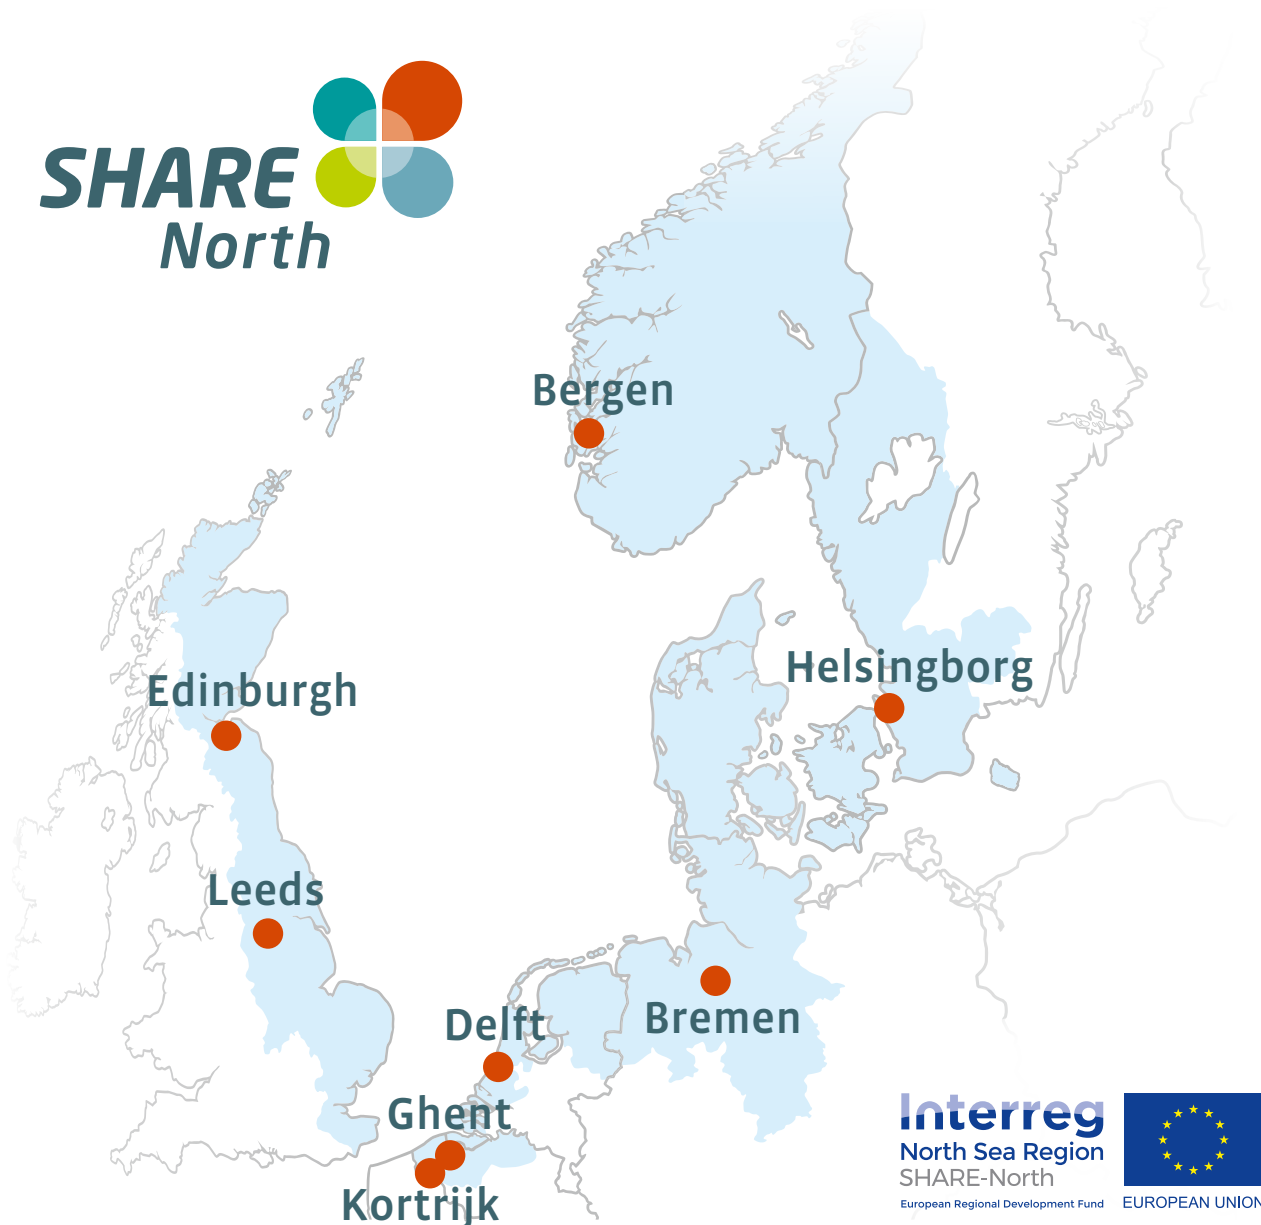 SHARE
North
Bergen
Helsingborg
Edinburgh
Leeds
Delft
Bremen
Ghent
Kortrijk
Interreg
North Sea Region
SHARE-North
European Regional Development Fund
EUROPEAN UNION